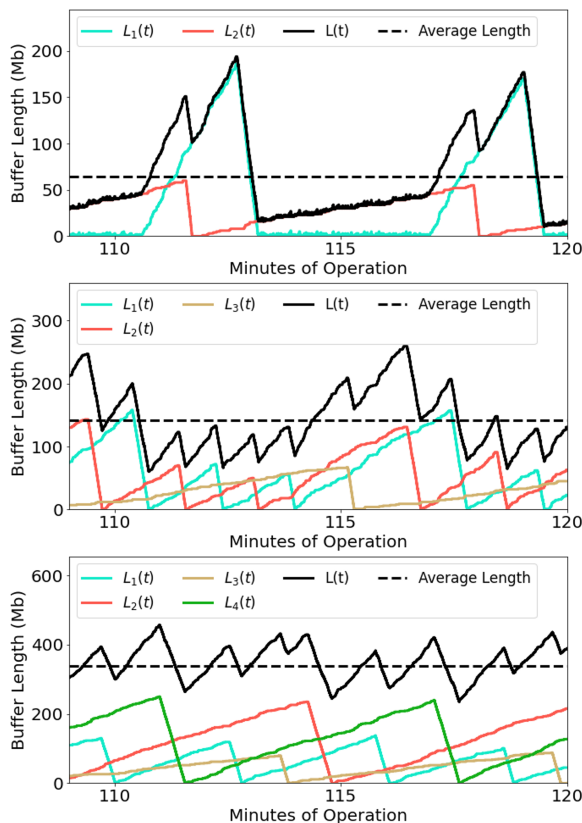 L₁(t) L₂(t) L(t) Average Length
200
150
100
50
0
Buffer Length (Mb)
110 115 120
Minutes of Operation
L₁(t) L₃(t) L(t) Average Length
L₂(t)
300
200
100
0
Buffer Length (Mb)
110 115 120
Minutes of Operation
L₁(t) L₃(t) L(t) Average Length
L₂(t) L₄(t)
600
400
200
0
Buffer Length (Mb)
110 115 120
Minutes of Operation